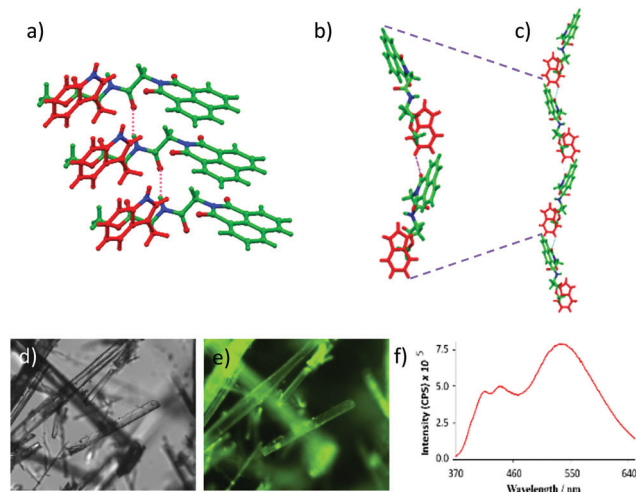 a)
b)
c)
d)
e)
f)
7.5
5.0
2.5
0.0
370
460
550
640
Intensity (CPS) x 10 5
Wavelength / nm